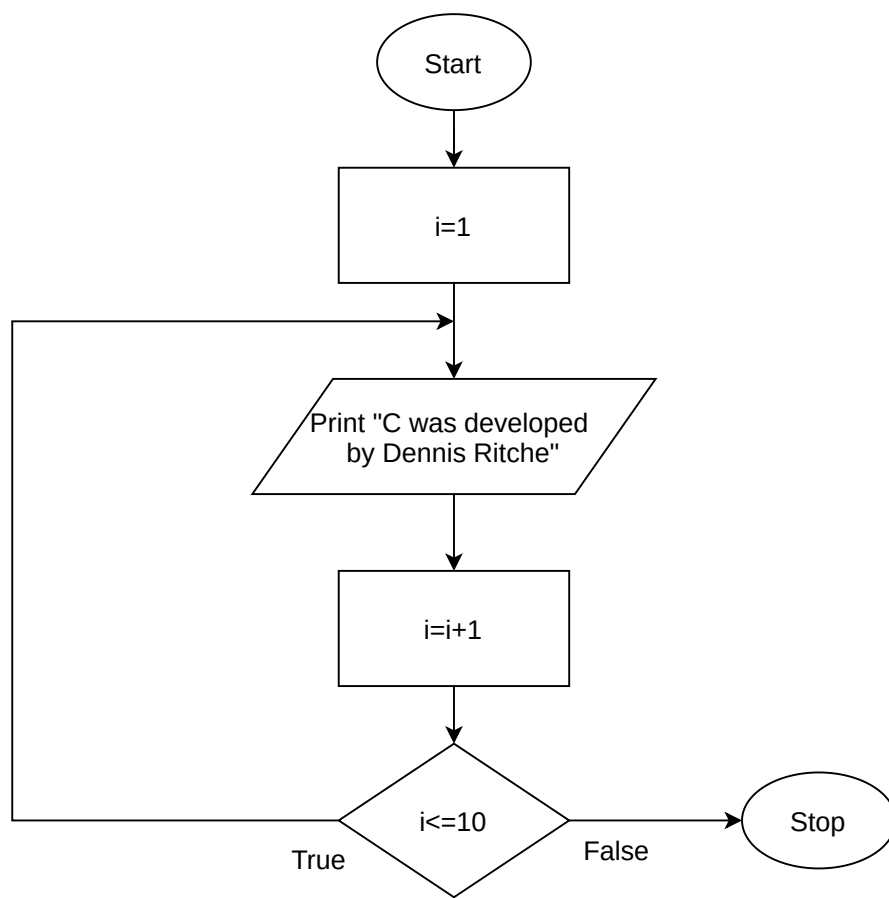 Start
i=1
Print "C was developed
by Dennis Ritche"
i=i+1
i<=10
True
False
Stop